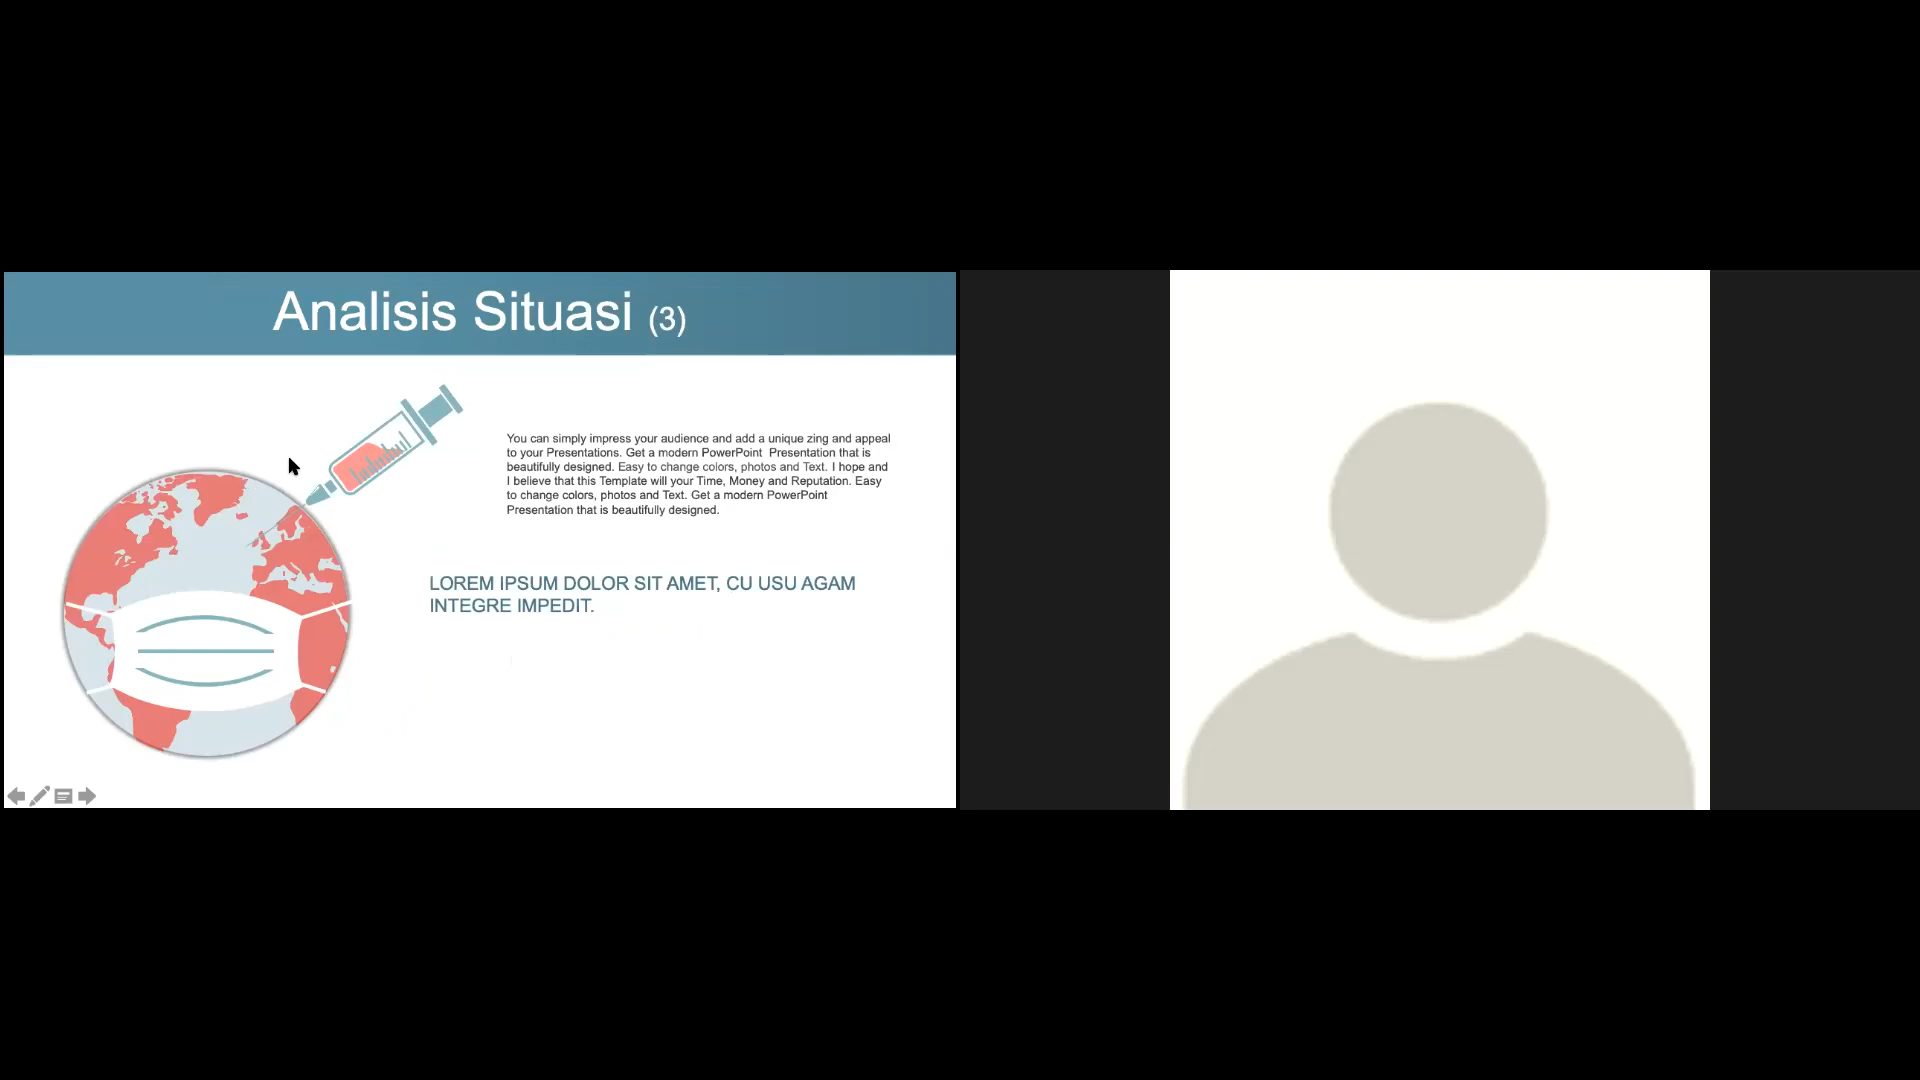 Analisis Situasi (3)
You can simply impress your audience and add a unique zing and appeal
to your Presentations. Get a modern PowerPoint  Presentation that is
beautifully designed. Easy to change colors, photos and Text. I hope and
I believe that this Template will your Time, Money and Reputation. Easy
to change colors, photos and Text. Get a modern PowerPoint
Presentation that is beautifully designed.
LOREM IPSUM DOLOR SIT AMET, CU USU AGAM
INTEGRE IMPEDIT.